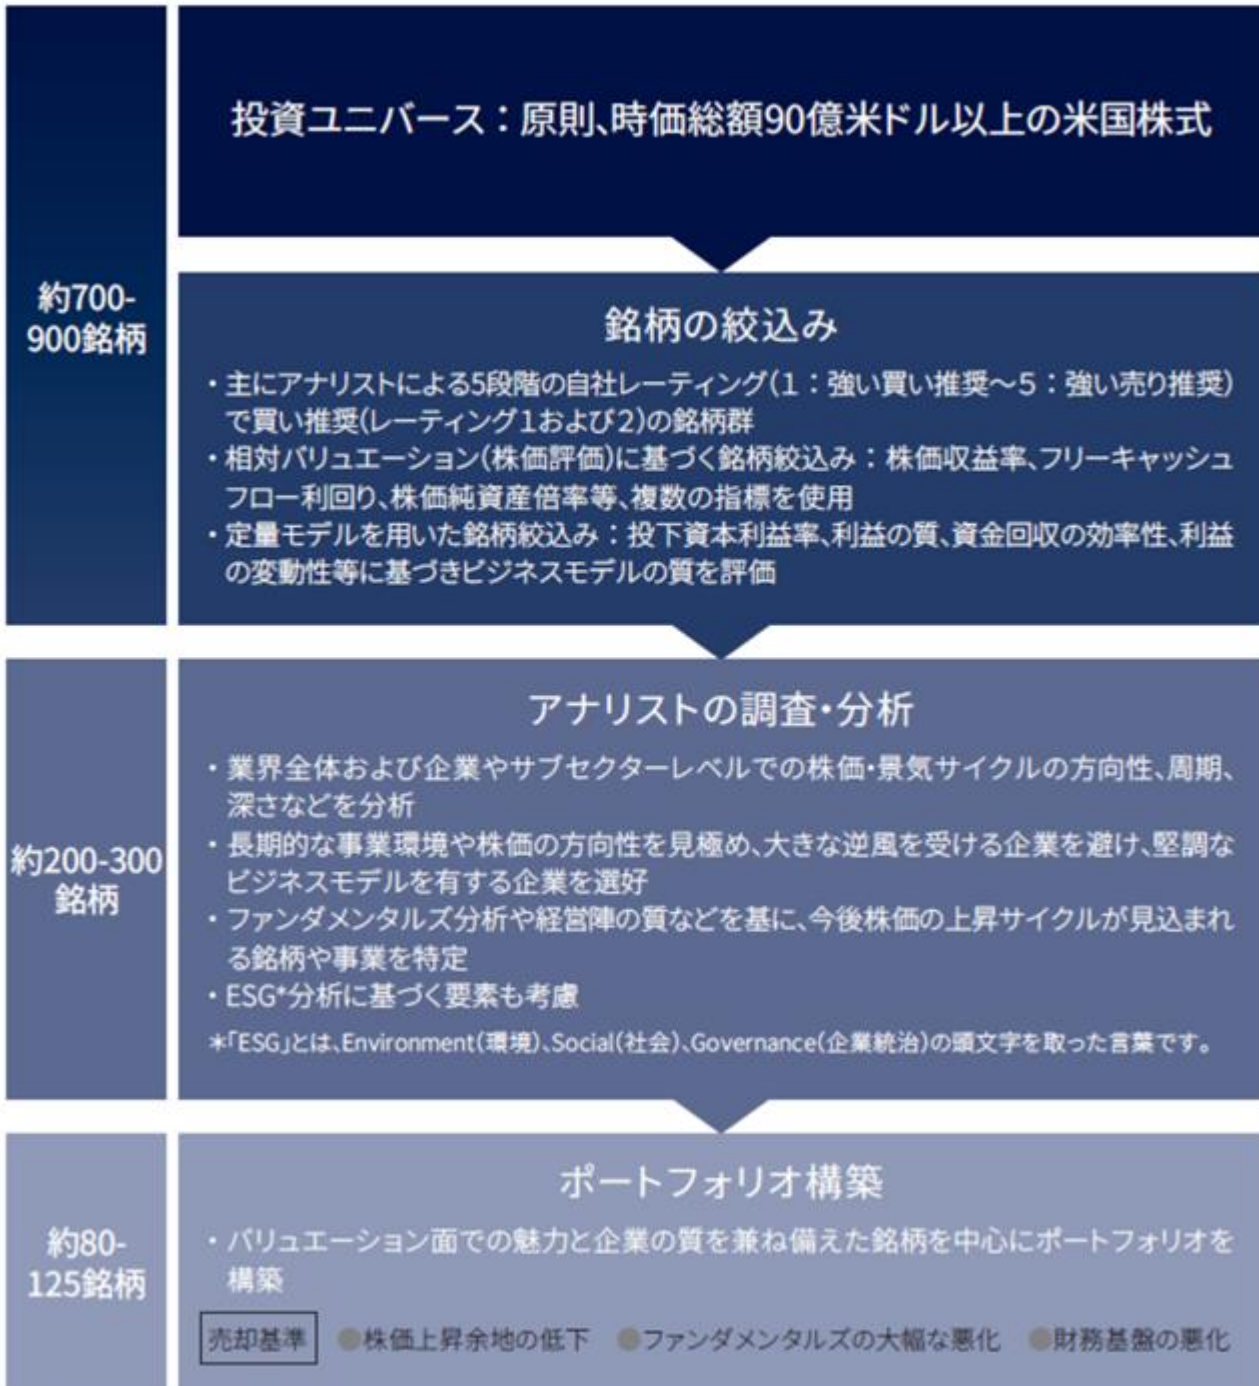 投資ユニバース：原則、時価総額90億米ドル以上の米国株式
約700-
900銘柄
銘柄の絞込み
・主にアナリストによる5段階の自社レーティング(１：強い買い推奨～５：強い売り推奨)
で買い推奨(レーティング1および2)の銘柄群
・相対バリュエーション(株価評価)に基づく銘柄絞込み：株価収益率、フリーキャッシュ
フロー利回り、株価純資産倍率等、複数の指標を使用
・定量モデルを用いた銘柄絞込み：投下資本利益率、利益の質、資金回収の効率性、利益
の変動性等に基づきビジネスモデルの質を評価
約200-300
銘柄
アナリストの調査・分析
・業界全体および企業やサブセクターレベルでの株価・景気サイクルの方向性、周期、
深さなどを分析
・長期的な事業環境や株価の方向性を見極め、大きな逆風を受ける企業を避け、堅調な
ビジネスモデルを有する企業を選好
・ファンダメンタルズ分析や経営陣の質などを基に、今後株価の上昇サイクルが見込まれ
る銘柄や事業を特定
・ESG*分析に基づく要素も考慮
＊「ESG」とは、Environment(環境)、Social(社会)、Governance(企業統治)の頭文字を取った言葉です。
約80-
125銘柄
ポートフォリオ構築
・バリュエーション面での魅力と企業の質を兼ね備えた銘柄を中心にポートフォリオを
構築
売却基準 ●株価上昇余地の低下 ●ファンダメンタルズの大幅な悪化 ●財務基盤の悪化